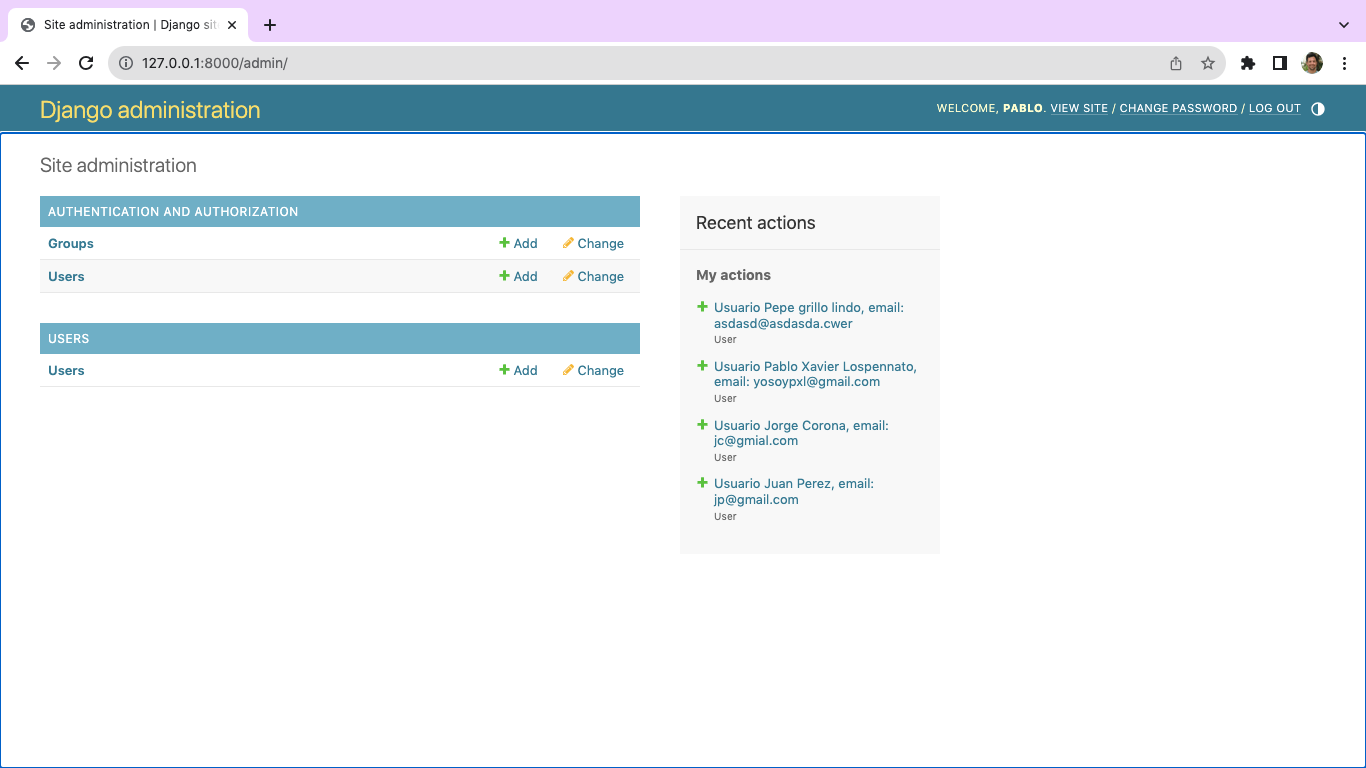 Site administration | Django sit
127.0.0.1:8000/admin/
Django administration
WELCOME, PABLO. VIEW SITE / CHANGE PASSWORD / LOG OUT
Site administration
AUTHENTICATION AND AUTHORIZATION
Groups Add Change
Users Add Change
USERS
Users Add Change
Recent actions
My actions
Usuario Pepe grillo lindo, email:
asdasd@asdasda.cwer
User
Usuario Pablo Xavier Lospennato,
email: yosoypxl@gmail.com
User
Usuario Jorge Corona, email:
jc@gmial.com
User
Usuario Juan Perez, email:
jp@gmail.com
User